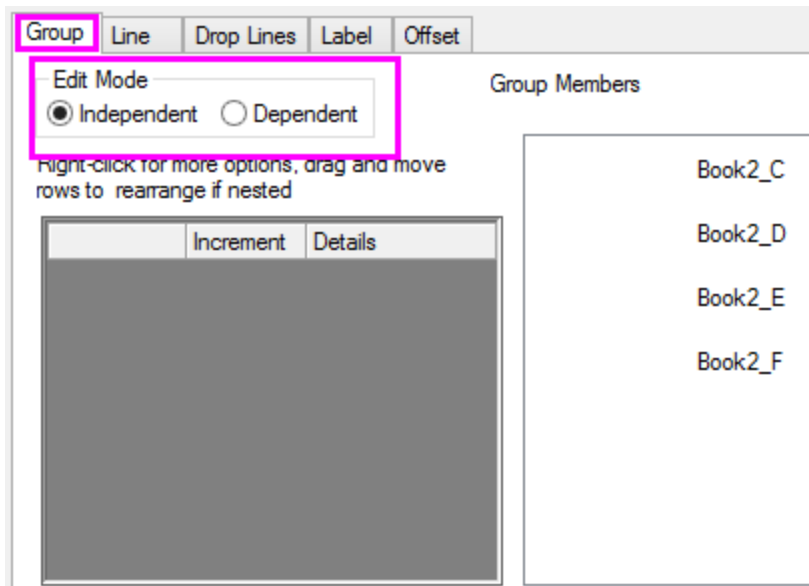 Group Line Drop Lines Label Offset
Edit Mode
Independent Dependent
Group Members
Right-click for more options, drag and move
rows to rearrange if nested
Increment Details
Book2_C
Book2_D
Book2_E
Book2_F